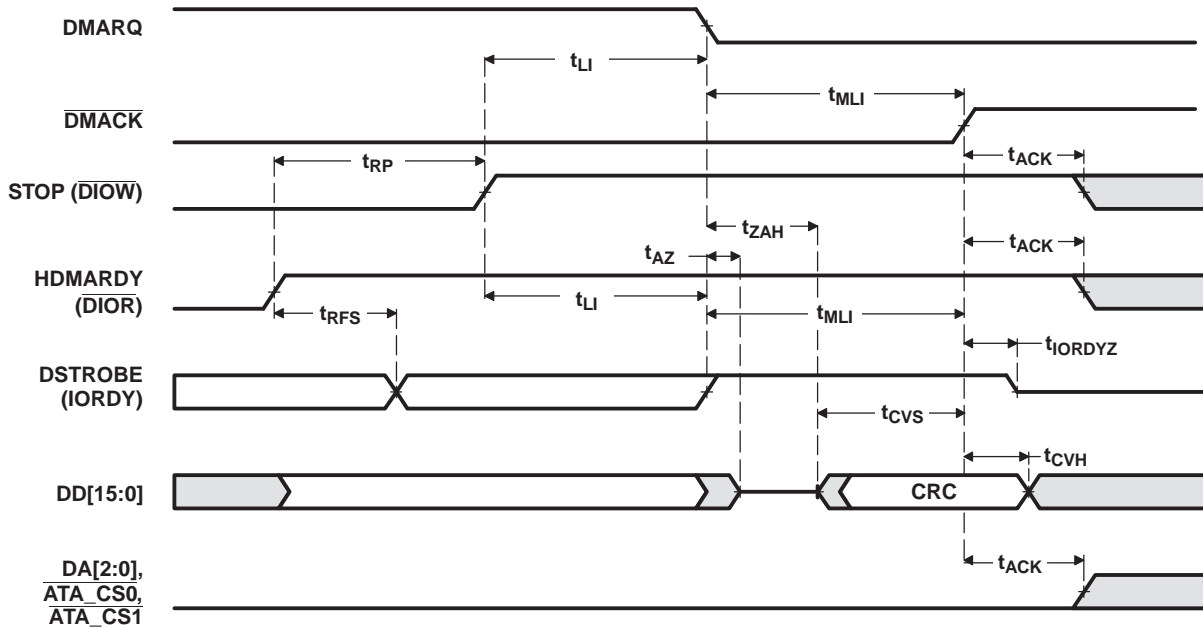 DMARQ
tLI
tMLI
DMACK
tRP
tACK
STOP (DIOW)
tZAH
tACK
tAZ
HDMARDY
(DIOR)
tLI
tMLI
tRFS
tIORDYZ
DSTROBE
(IORDY)
tCVS
tCVH
DD[15:0]
CRC
tACK
DA[2:0],
ATA_CS0,
ATA_CS1